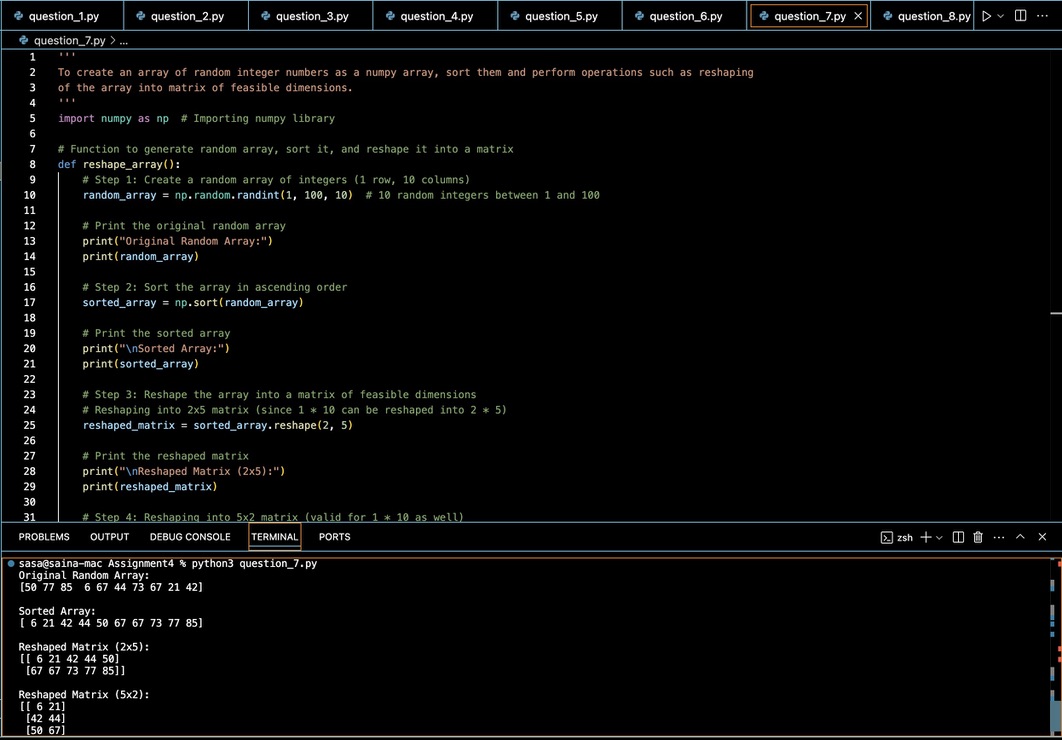 question_1.py question_2.py question_3.py question_4.py question_5.py question_6.py question_7.py question_8.py
question_7.py > ...
1 '''
2 To create an array of random integer numbers as a numpy array, sort them and perform operations such as reshaping
3 of the array into matrix of feasible dimensions.
4 '''
5 import numpy as np  # Importing numpy library
6
7 # Function to generate random array, sort it, and reshape it into a matrix
8 def reshape_array():
9     # Step 1: Create a random array of integers (1 row, 10 columns)
10     random_array = np.random.randint(1, 100, 10)  # 10 random integers between 1 and 100
11
12     # Print the original random array
13     print("Original Random Array:")
14     print(random_array)
15
16     # Step 2: Sort the array in ascending order
17     sorted_array = np.sort(random_array)
18
19     # Print the sorted array
20     print("\nSorted Array:")
21     print(sorted_array)
22
23     # Step 3: Reshape the array into a matrix of feasible dimensions
24     # Reshaping into 2x5 matrix (since 1 * 10 can be reshaped into 2 * 5)
25     reshaped_matrix = sorted_array.reshape(2, 5)
26
27     # Print the reshaped matrix
28     print("\nReshaped Matrix (2x5):")
29     print(reshaped_matrix)
30
31     # Step 4: Reshaping into 5x2 matrix (valid for 1 * 10 as well)
PROBLEMS OUTPUT DEBUG CONSOLE TERMINAL PORTS zsh
sasa@saina-mac Assignment4 % python3 question_7.py
Original Random Array:
[50 77 85  6 67 44 73 67 21 42]

Sorted Array:
[ 6 21 42 44 50 67 67 73 77 85]

Reshaped Matrix (2x5):
[[ 6 21 42 44 50]
 [67 67 73 77 85]]

Reshaped Matrix (5x2):
[[ 6 21]
 [42 44]
 [50 67]